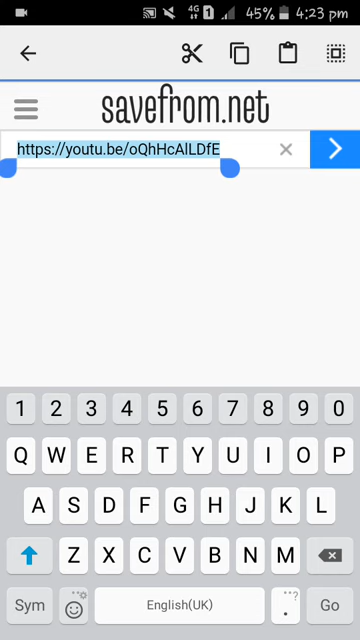 4G 1 45% 4:23 pm
savefrom.net
https://youtu.be/oQhHcAlLDfE
1 2 3 4 5 6 7 8 9 0
Q W E R T Y U I O P
A S D F G H J K L
Z X C V B N M
Sym English(UK) . ? Go